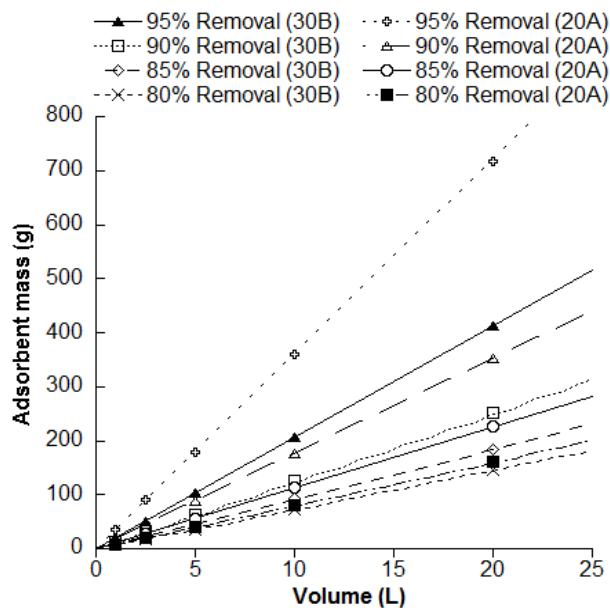 95% Removal (30B) 95% Removal (20A)
90% Removal (30B) 90% Removal (20A)
85% Removal (30B) 85% Removal (20A)
80% Removal (30B) 80% Removal (20A)
800
700
600
500
400
300
200
100
0
Adsorbent mass (g)
0 5 10 15 20 25
Volume (L)